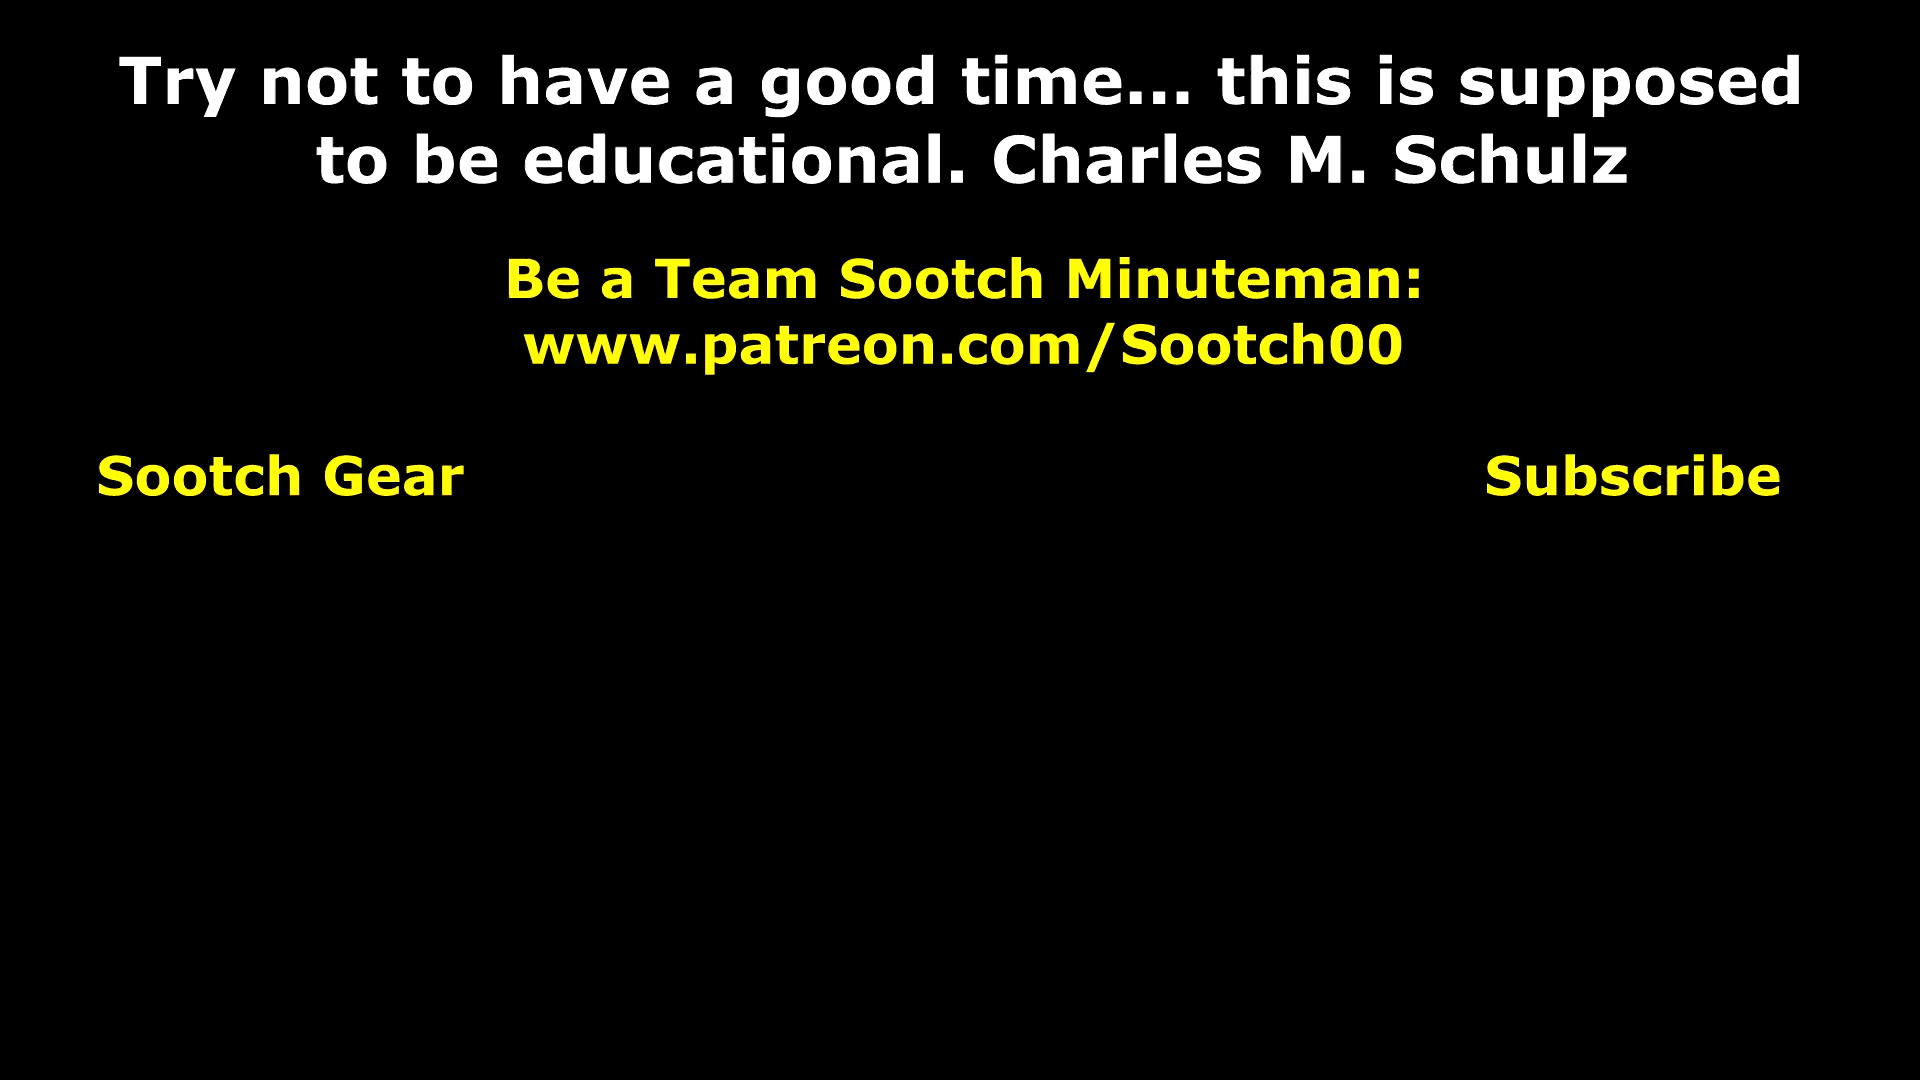 Try not to have a good time... this is supposed
to be educational. Charles M. Schulz
Be a Team Sootch Minuteman:
www.patreon.com/Sootch00
Sootch Gear
Subscribe